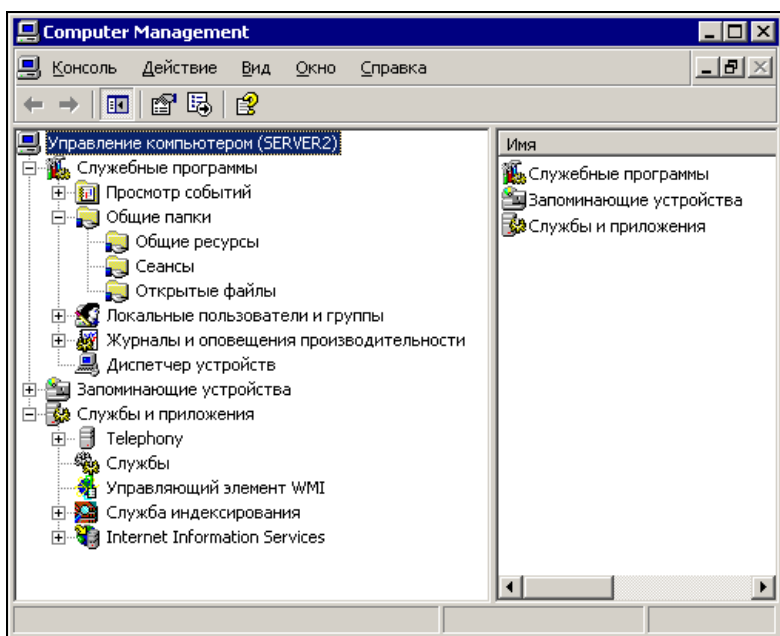 Computer Management
Консоль Действие Вид Окно Справка
Управление компьютером (SERVER2)
Служебные программы
Просмотр событий
Общие папки
Общие ресурсы
Сеансы
Открытые файлы
Локальные пользователи и группы
Журналы и оповещения производительности
Диспетчер устройств
Запоминающие устройства
Службы и приложения
Telephony
Службы
Управляющий элемент WMI
Служба индексирования
Internet Information Services
Имя
Служебные программы
Запоминающие устройства
Службы и приложения